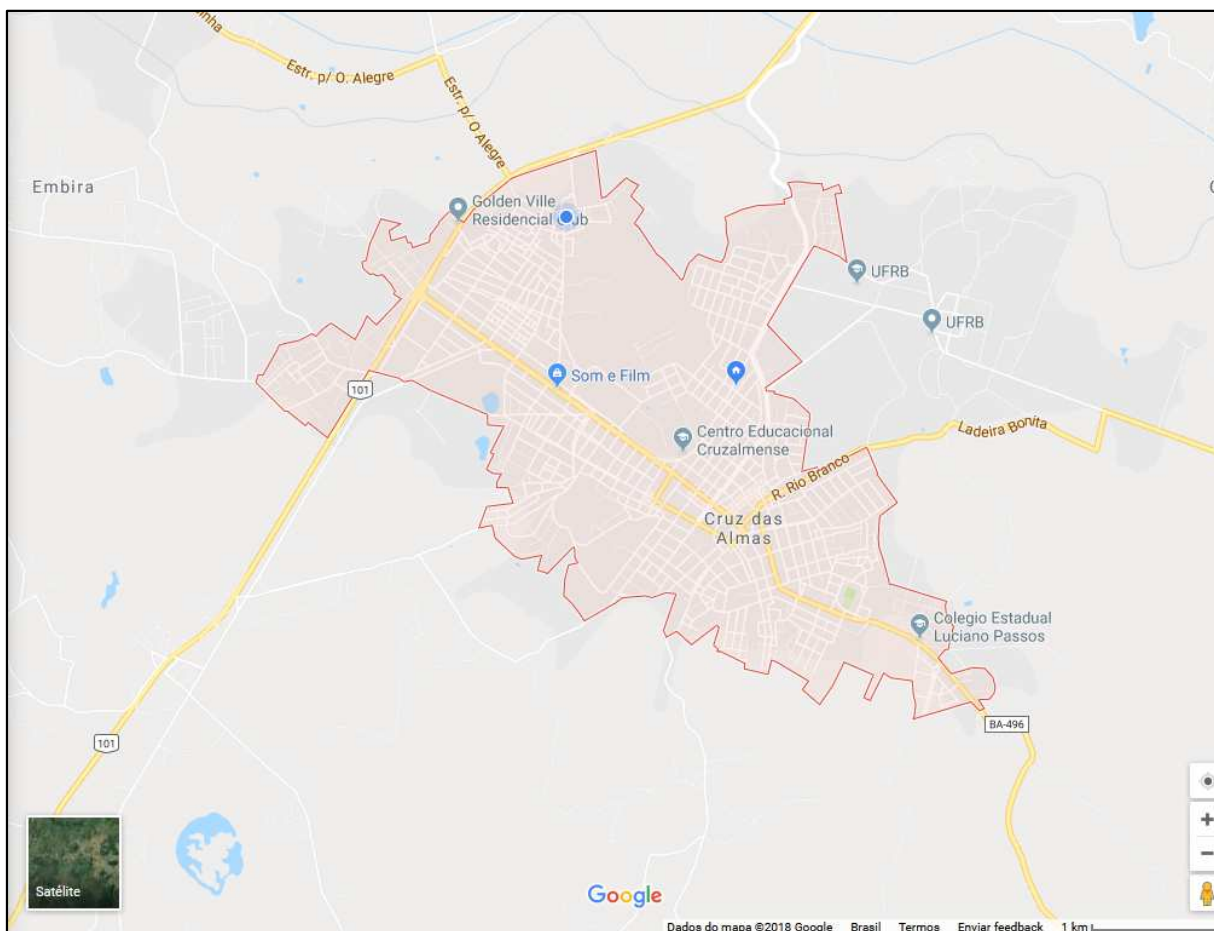 Estr. p/ O. Alegre
Estr. p/ O Alegre
Embira
Golden Ville
Residencial Club
UFRB
UFRB
101
Som e Film
Centro Educacional
Cruzalmense
Ladeira Bonita
R. Rio Branco
Cruz das
Almas
Colegio Estadual
Luciano Passos
BA-496
101
Satélite
Google
Dados do mapa ©2018 Google Brasil Termos Enviar feedback 1 km